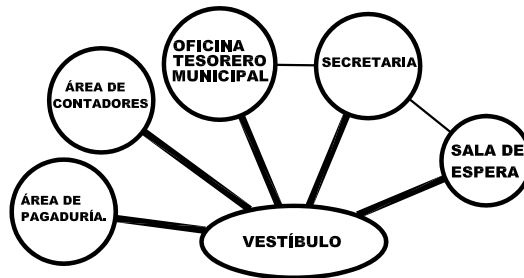 OFICINA
TESORERO
MUNICIPAL
SECRETARIA
ÁREA DE
CONTADORES
SALA DE
ESPERA
ÁREA DE
PAGADURÍA.
VESTÍBULO